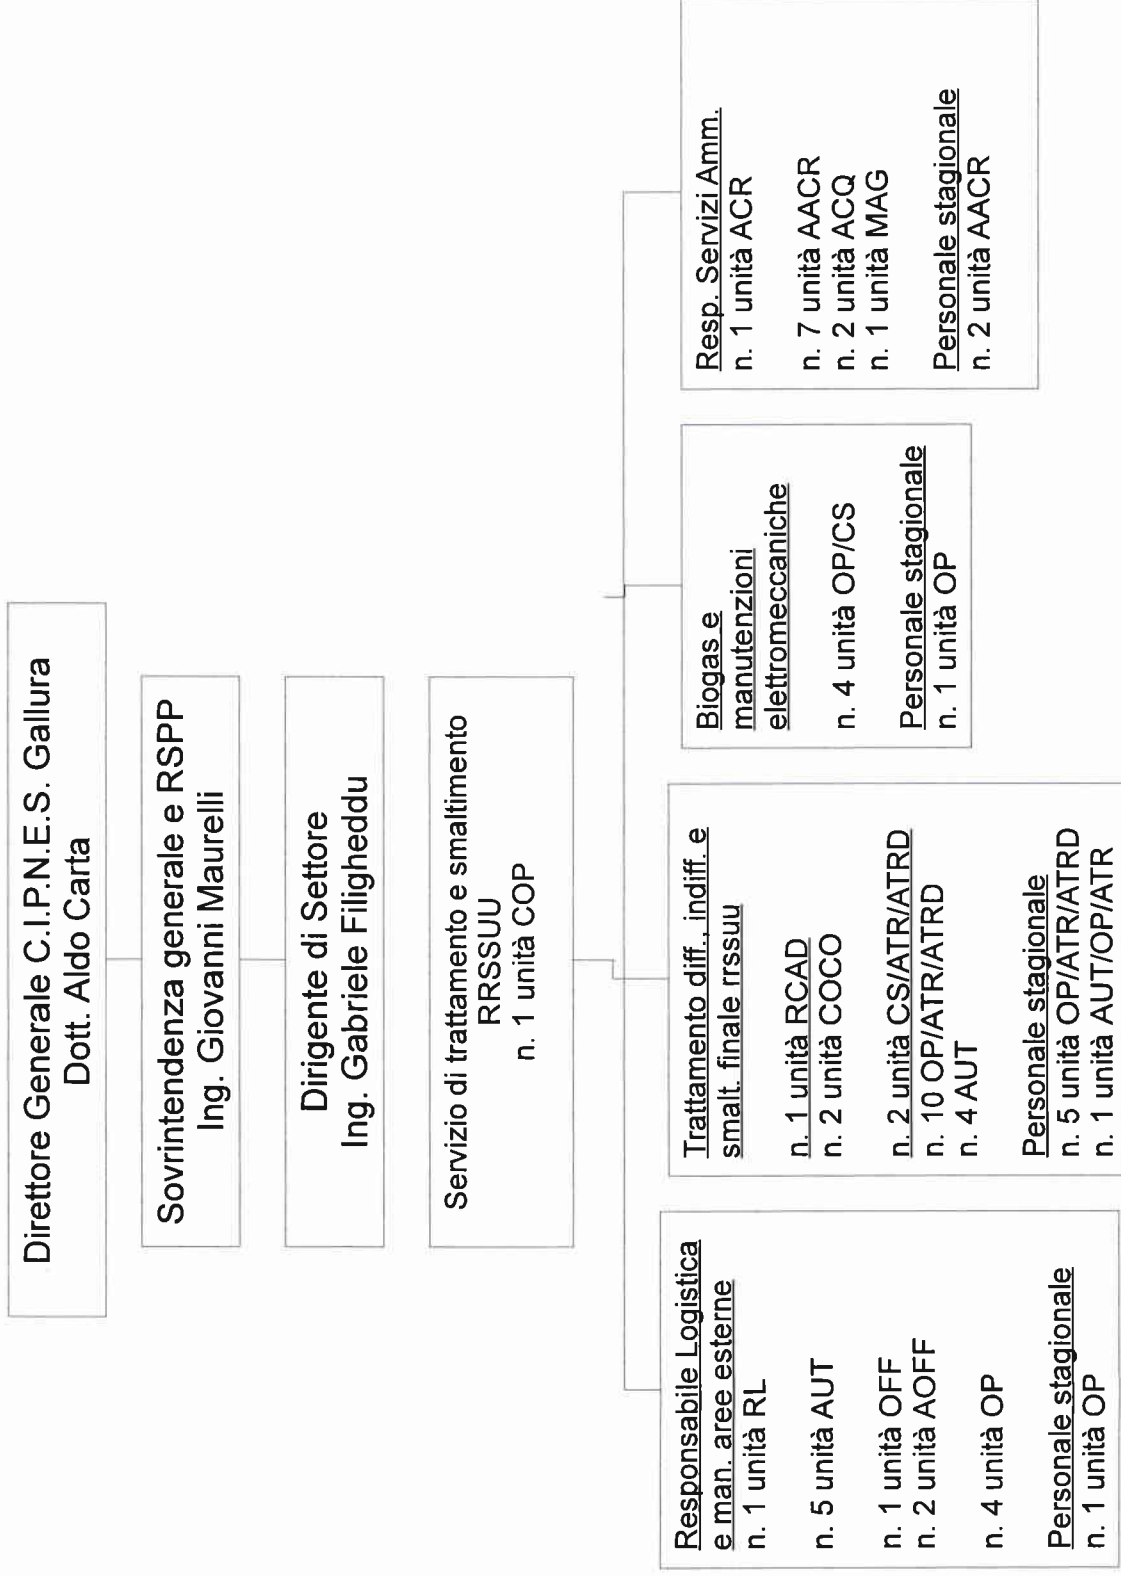 Direttore Generale C.I.P.N.E.S. Gallura
Dott. Aldo Carta
Sovrintendenza generale e RSPP
Ing. Giovanni Maurelli
Dirigente di Settore
Ing. Gabriele Filigheddu
Servizio di trattamento e smaltimento
RRSSUU
n. 1 unità COP
Responsabile Logistica
e man. aree esterne
n. 1 unità RL
n. 5 unità AUT
n. 1 unità OFF
n. 2 unità AOFF
n. 4 unità OP
Personale stagionale
n. 1 unità OP
Trattamento diff., indiff. e
smalt. finale rrssuu
n. 1 unità RCAD
n. 2 unità COCO
n. 2 unità CS/ATR/ATRD
n. 10 OP/ATR/ATRD
n. 4 AUT
Personale stagionale
n. 5 unità OP/ATR/ATRD
n. 1 unità AUT/OP/ATR
Biogas e
manutenzioni
elettromeccaniche
n. 4 unità OP/CS
Personale stagionale
n. 1 unità OP
Resp. Servizi Amm.
n. 1 unità ACR
n. 7 unità AACR
n. 2 unità ACQ
n. 1 unità MAG
Personale stagionale
n. 2 unità AACR